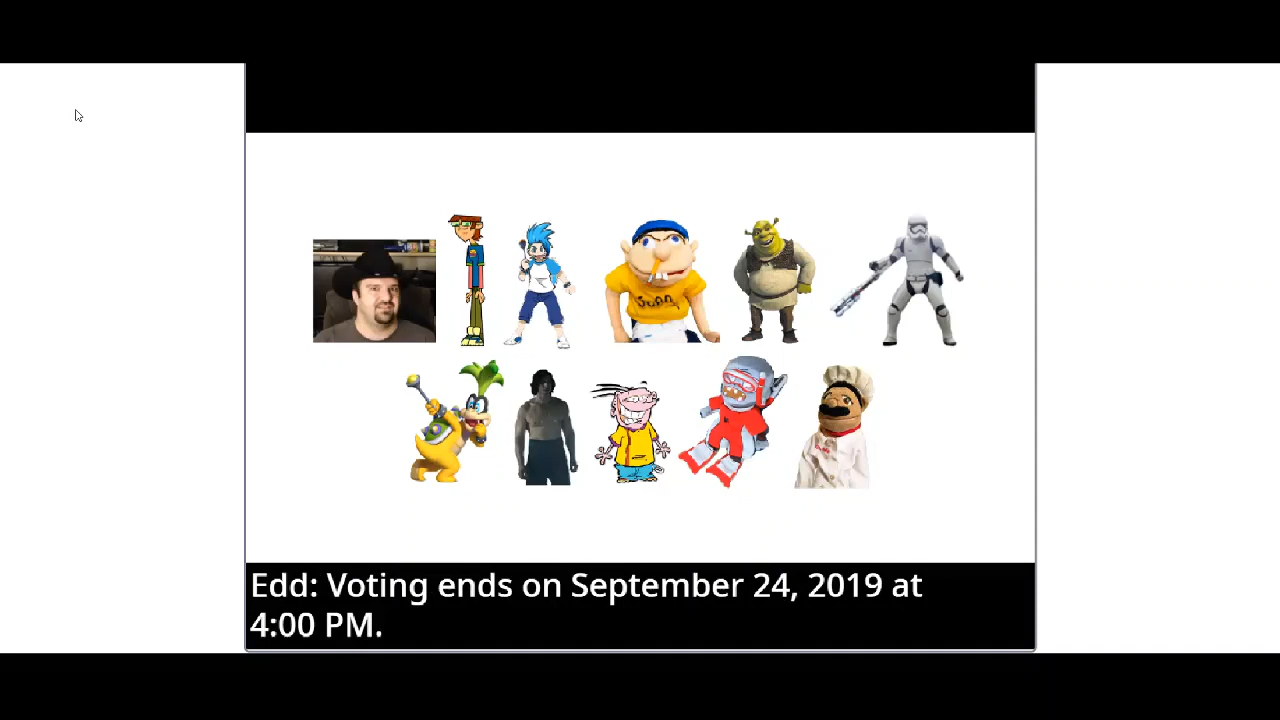 Edd: Voting ends on September 24, 2019 at
4:00 PM.